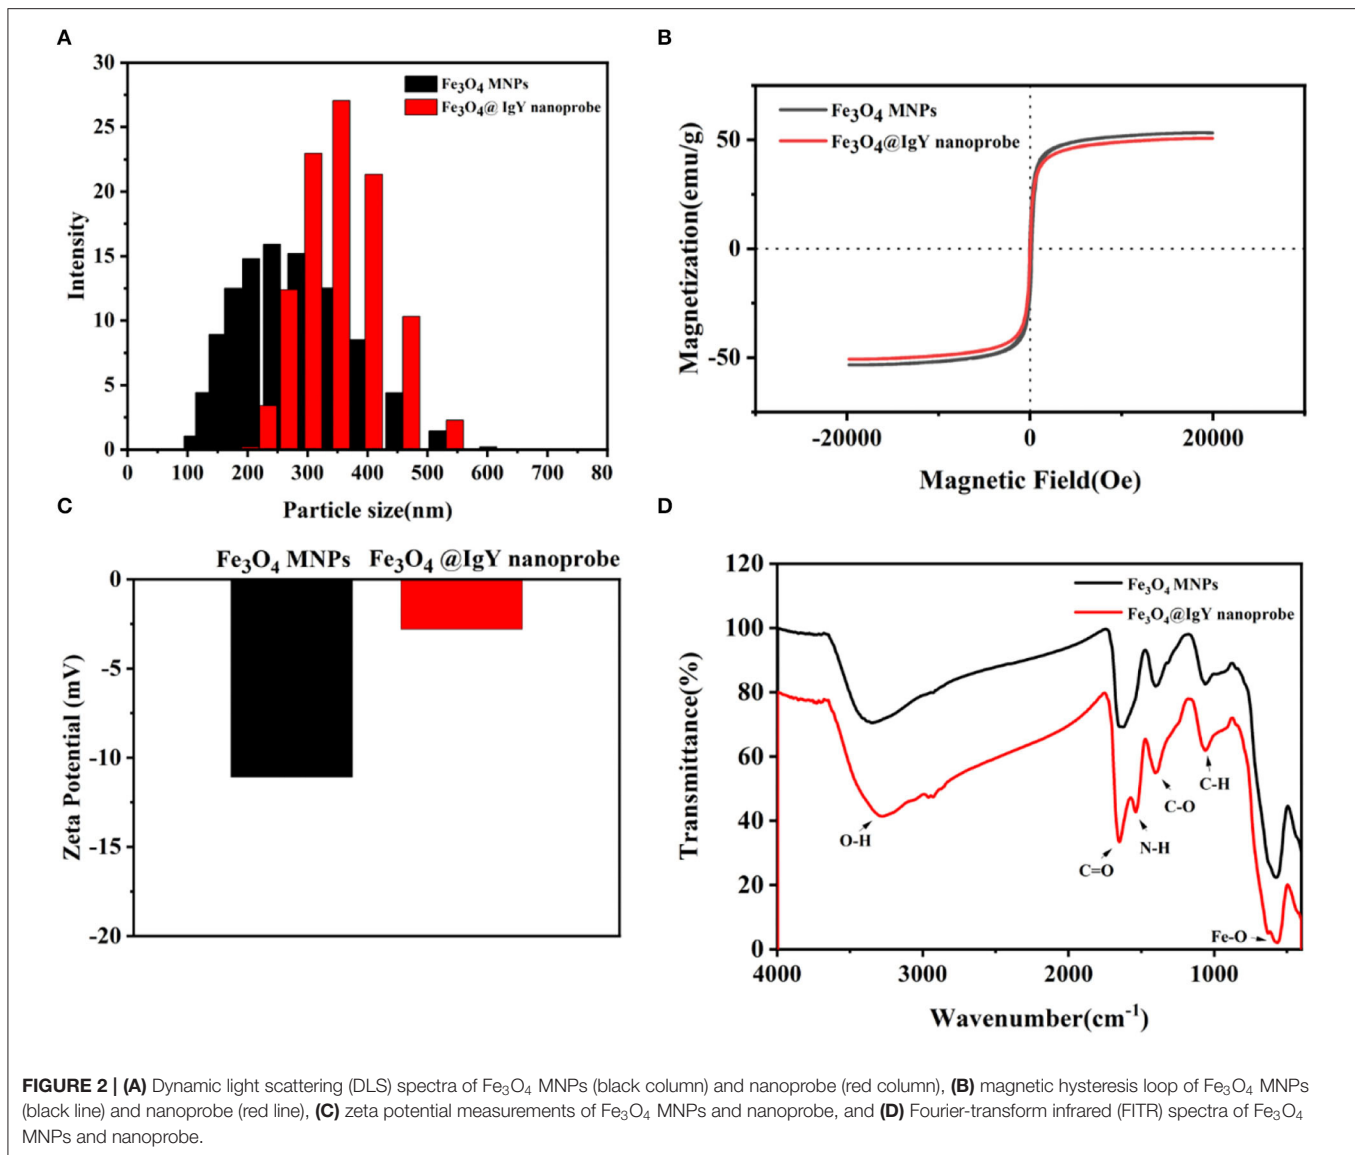 A
30
25
20
15
10
5
0
Intensity
0 100 200 300 400 500 600 700 80
Particle size(nm)
Fe₃O₄ MNPs
Fe₃O₄@ IgY nanoprobe
B
50
0
-50
Magnetization(emu/g)
-20000 0 20000
Magnetic Field(Oe)
Fe₃O₄ MNPs
Fe₃O₄@IgY nanoprobe
C
Fe₃O₄ MNPs Fe₃O₄ @IgY nanoprobe
0
-5
-10
-15
-20
Zeta Potential (mV)
D
120
100
80
60
40
20
0
Transmittance(%)
4000 3000 2000 1000
Wavenumber(cm⁻¹)
Fe₃O₄ MNPs
Fe₃O₄@IgY nanoprobe
O-H
C=O
N-H
C-O
C-H
Fe-O
FIGURE 2 | (A) Dynamic light scattering (DLS) spectra of Fe₃O₄ MNPs (black column) and nanoprobe (red column), (B) magnetic hysteresis loop of Fe₃O₄ MNPs
(black line) and nanoprobe (red line), (C) zeta potential measurements of Fe₃O₄ MNPs and nanoprobe, and (D) Fourier-transform infrared (FITR) spectra of Fe₃O₄
MNPs and nanoprobe.